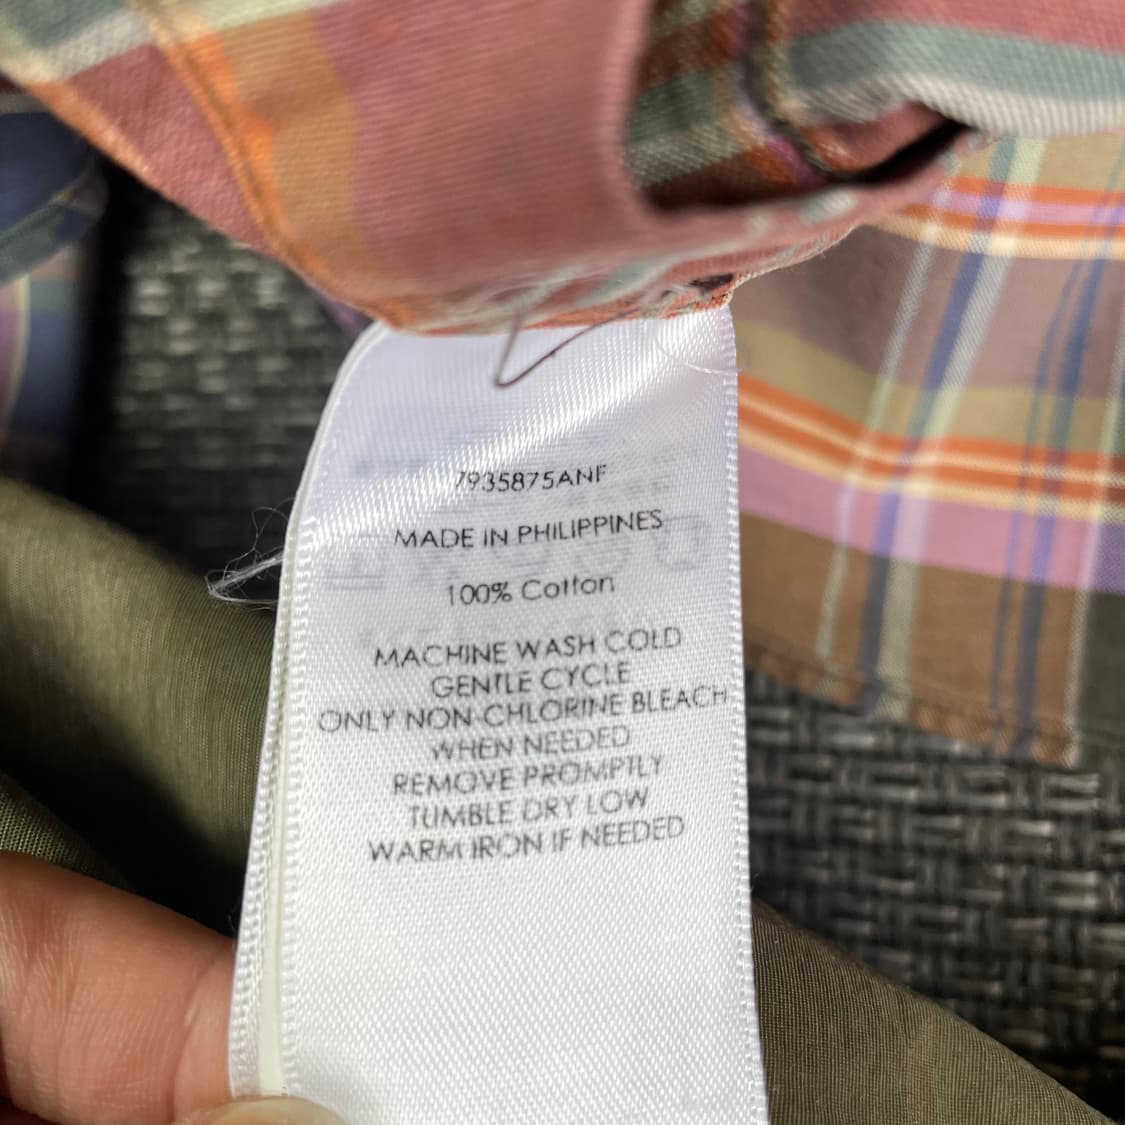 7935875ANF
MADE IN PHILIPPINES
100% Cotton
MACHINE WASH COLD
GENTLE CYCLE
ONLY NON-CHLORINE BLEACH
WHEN NEEDED
REMOVE PROMPTLY
TUMBLE DRY LOW
WARM IRON IF NEEDED